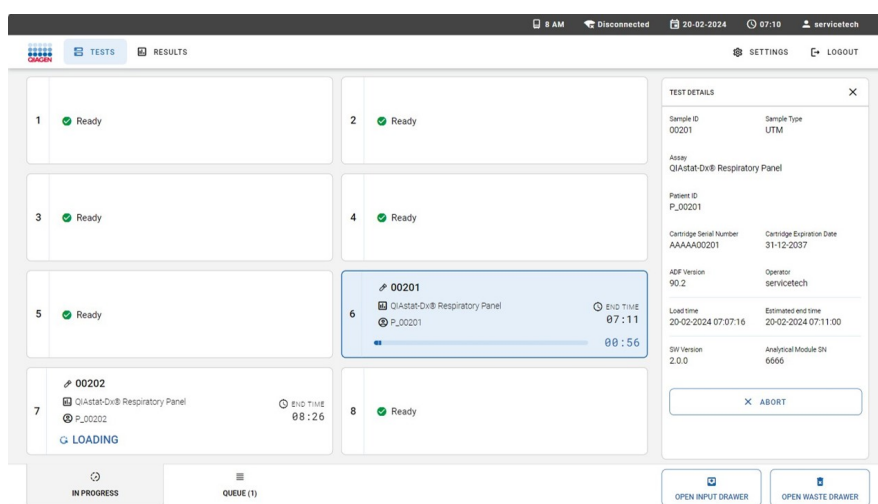 8 AM Disconnected 20-02-2024 07:10 servicetech
QIAGEN TESTS RESULTS SETTINGS LOGOUT
1 Ready
2 Ready
3 Ready
4 Ready
5 Ready
6
00201
QIAstat-Dx® Respiratory Panel
P_00201
END TIME
07:11
00:56
7
00202
QIAstat-Dx® Respiratory Panel
P_00202
END TIME
08:26
LOADING
8 Ready
TEST DETAILS
Sample ID Sample Type
00201 UTM
Assay
QIAstat-Dx® Respiratory Panel
Patient ID
P_00201
Cartridge Serial Number Cartridge Expiration Date
AAAAA00201 31-12-2037
ADF Version Operator
90.2 servicetech
Load time Estimated end time
20-02-2024 07:07:16 20-02-2024 07:11:00
SW Version Analytical Module SN
2.0.0 6666
ABORT
IN PROGRESS QUEUE (1)
OPEN INPUT DRAWER OPEN WASTE DRAWER